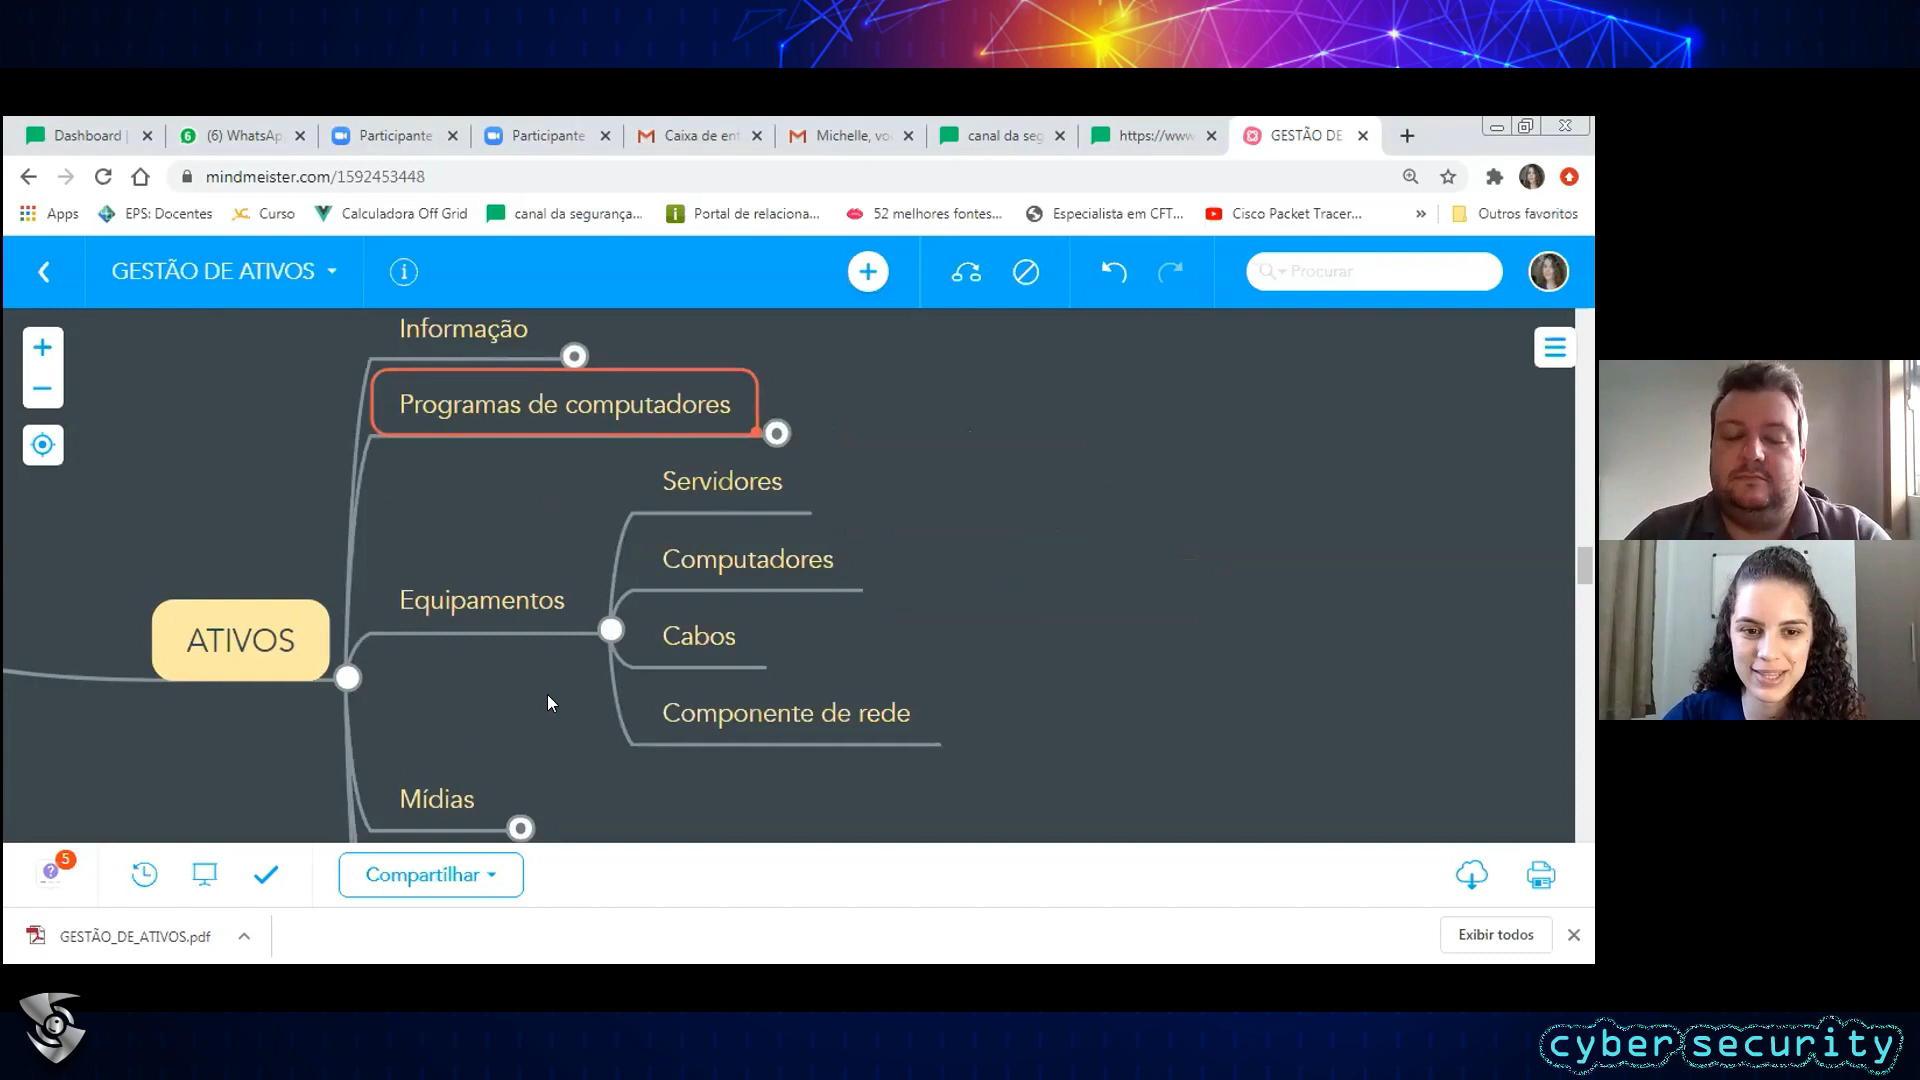 Dashboard |
6 (6) WhatsAp
Participante
Participante
Caixa de ent
Michelle, vo
canal da seg
https://www
GESTÃO DE
mindmeister.com/1592453448
Apps
EPS: Docentes
Curso
Calculadora Off Grid
canal da segurança...
Portal de relaciona...
52 melhores fontes...
Especialista em CFT...
Cisco Packet Tracer...
»
Outros favoritos
GESTÃO DE ATIVOS
Procurar
Informação
Programas de computadores
Servidores
Computadores
Equipamentos
Cabos
ATIVOS
Componente de rede
Mídias
5
Compartilhar
GESTÃO_DE_ATIVOS.pdf
Exibir todos
cyber security